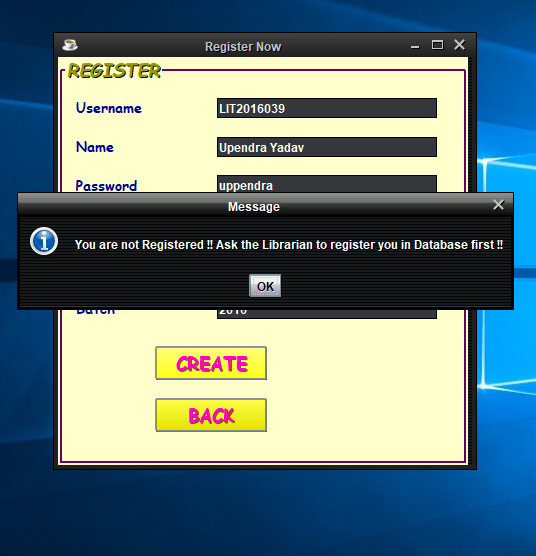 Register Now
REGISTER
Username LIT2016039
Name Upendra Yadav
Password uppendra
Message
You are not Registered !! Ask the Librarian to register you in Database first !!
OK
Batch 2016
CREATE
BACK